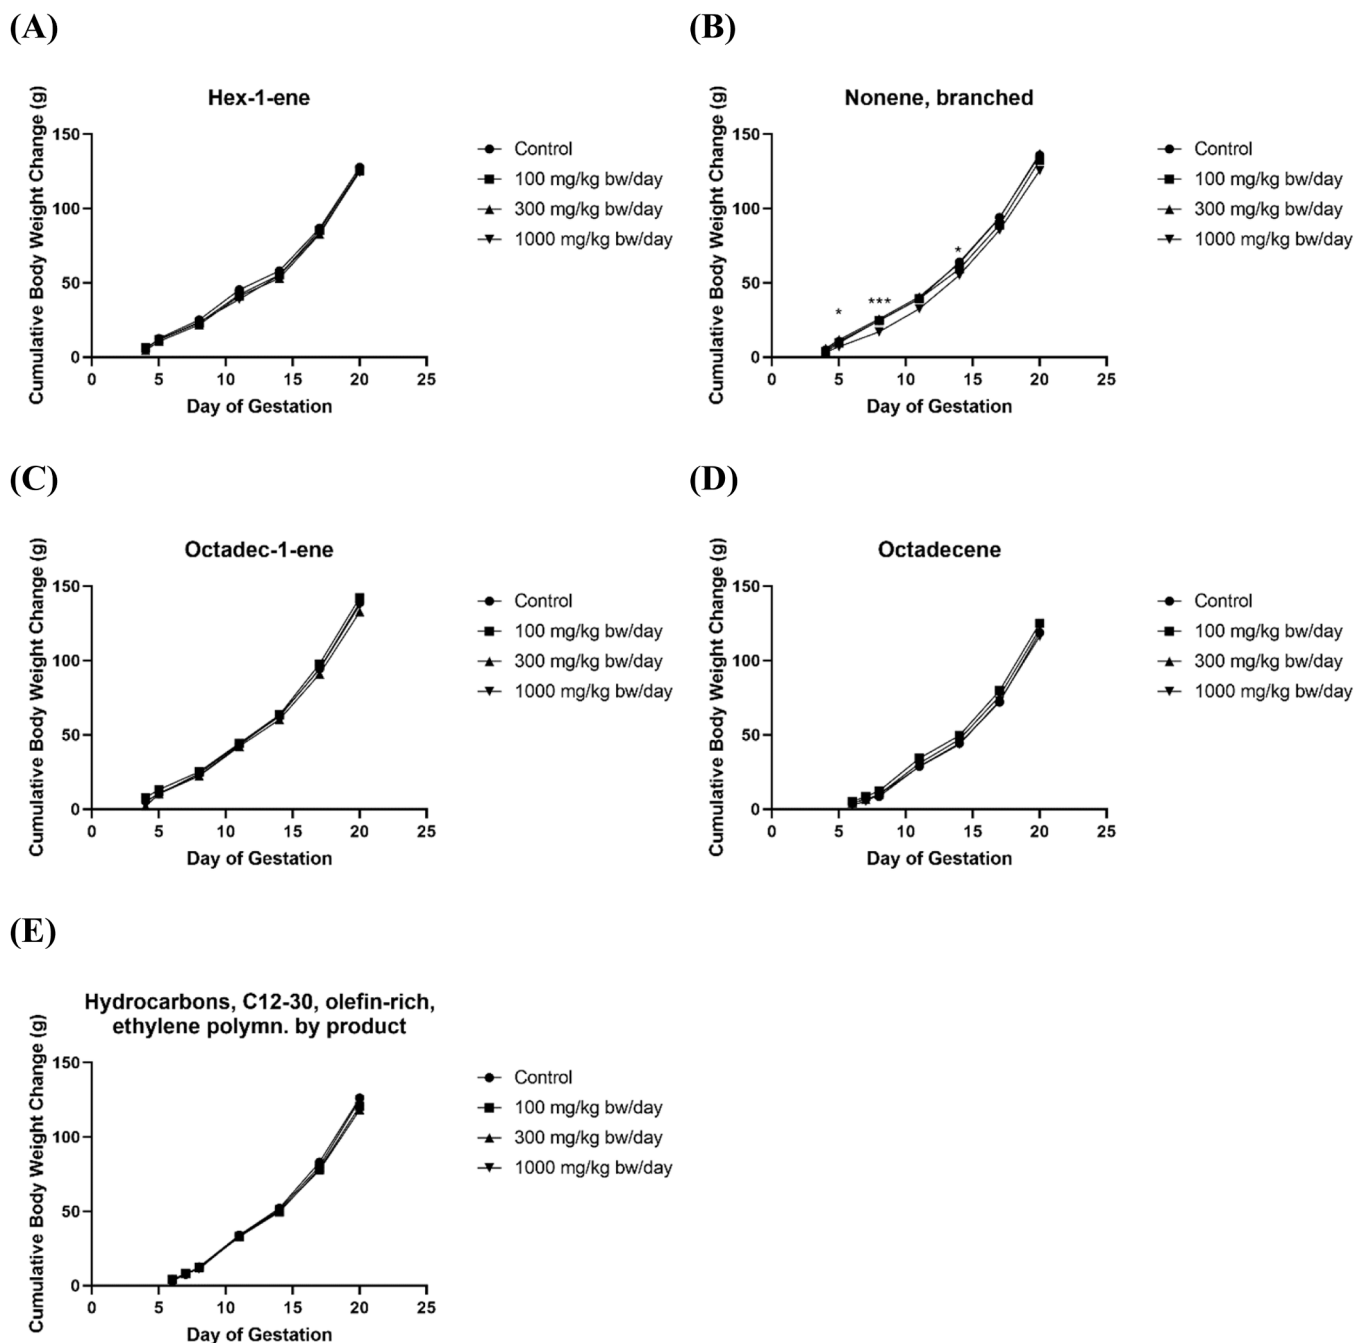 (A)
Hex-1-ene
Cumulative Body Weight Change (g)
150
100
50
0
0 5 10 15 20 25
Day of Gestation
Control
100 mg/kg bw/day
300 mg/kg bw/day
1000 mg/kg bw/day
(B)
Nonene, branched
Cumulative Body Weight Change (g)
150
100
50
0
* *** *
0 5 10 15 20 25
Day of Gestation
Control
100 mg/kg bw/day
300 mg/kg bw/day
1000 mg/kg bw/day
(C)
Octadec-1-ene
Cumulative Body Weight Change (g)
150
100
50
0
0 5 10 15 20 25
Day of Gestation
Control
100 mg/kg bw/day
300 mg/kg bw/day
1000 mg/kg bw/day
(D)
Octadecene
Cumulative Body Weight Change (g)
150
100
50
0
0 5 10 15 20 25
Day of Gestation
Control
100 mg/kg bw/day
300 mg/kg bw/day
1000 mg/kg bw/day
(E)
Hydrocarbons, C12-30, olefin-rich,
ethylene polymn. by product
Cumulative Body Weight Change (g)
150
100
50
0
0 5 10 15 20 25
Day of Gestation
Control
100 mg/kg bw/day
300 mg/kg bw/day
1000 mg/kg bw/day